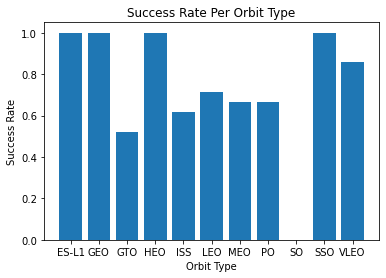 Success Rate Per Orbit Type
1.0
0.8
0.6
0.4
0.2
0.0
Success Rate
ES-L1 GEO GTO HEO ISS LEO MEO PO SO SSO VLEO
Orbit Type